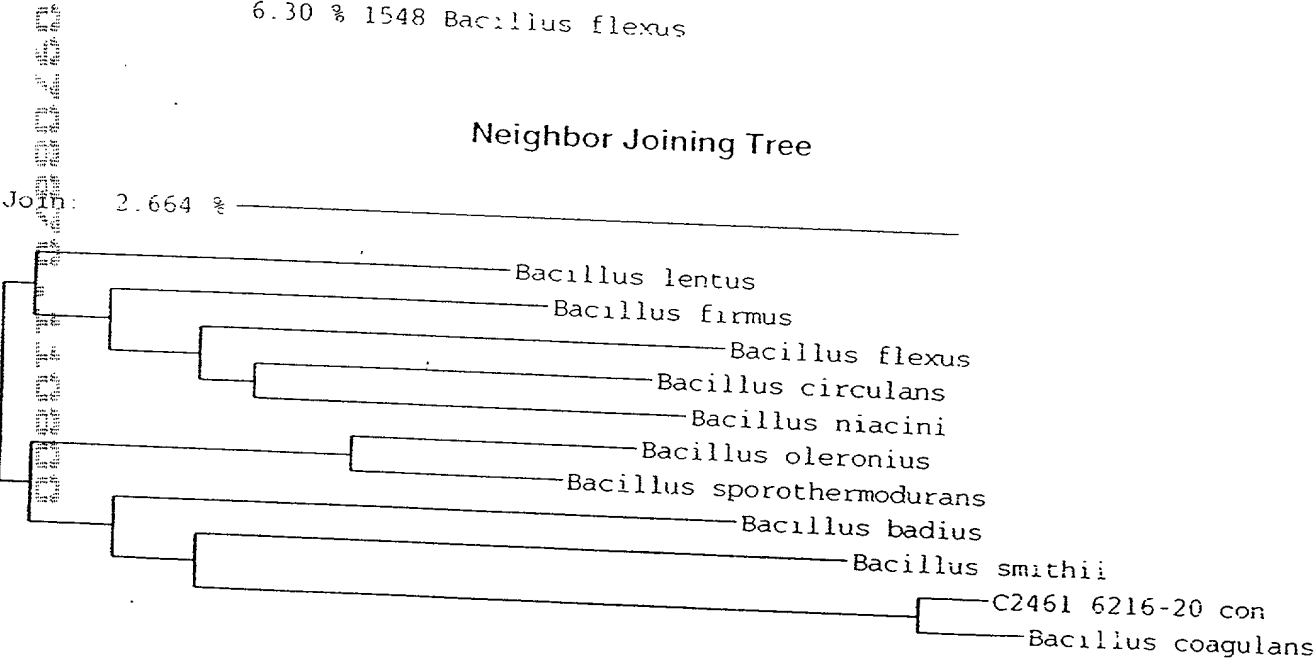 6.30 % 1548 Bacillus flexus
Neighbor Joining Tree
Join: 2.664 %
Bacillus lentus
Bacillus firmus
Bacillus flexus
Bacillus circulans
Bacillus niacini
Bacillus oleronius
Bacillus sporothermodurans
Bacillus badius
Bacillus smithii
C2461 6216-20 con
Bacillus coagulans